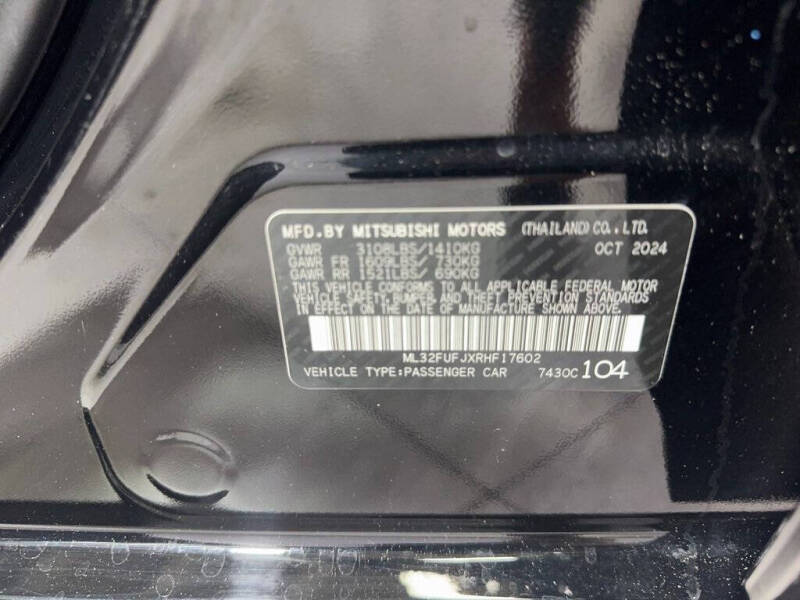 MFD.BY MITSUBISHI MOTORS (THAILAND) CO.,LTD.
GVWR 3108LBS/1410KG OCT 2024
GAWR FR 1609LBS/ 730KG
GAWR RR 1521LBS/ 690KG
THIS VEHICLE CONFORMS TO ALL APPLICABLE FEDERAL MOTOR
VEHICLE SAFETY,BUMPER,AND THEFT PREVENTION STANDARDS
IN EFFECT ON THE DATE OF MANUFACTURE SHOWN ABOVE.
ML32FUFJXRHF17602
VEHICLE TYPE:PASSENGER CAR 7430C 104